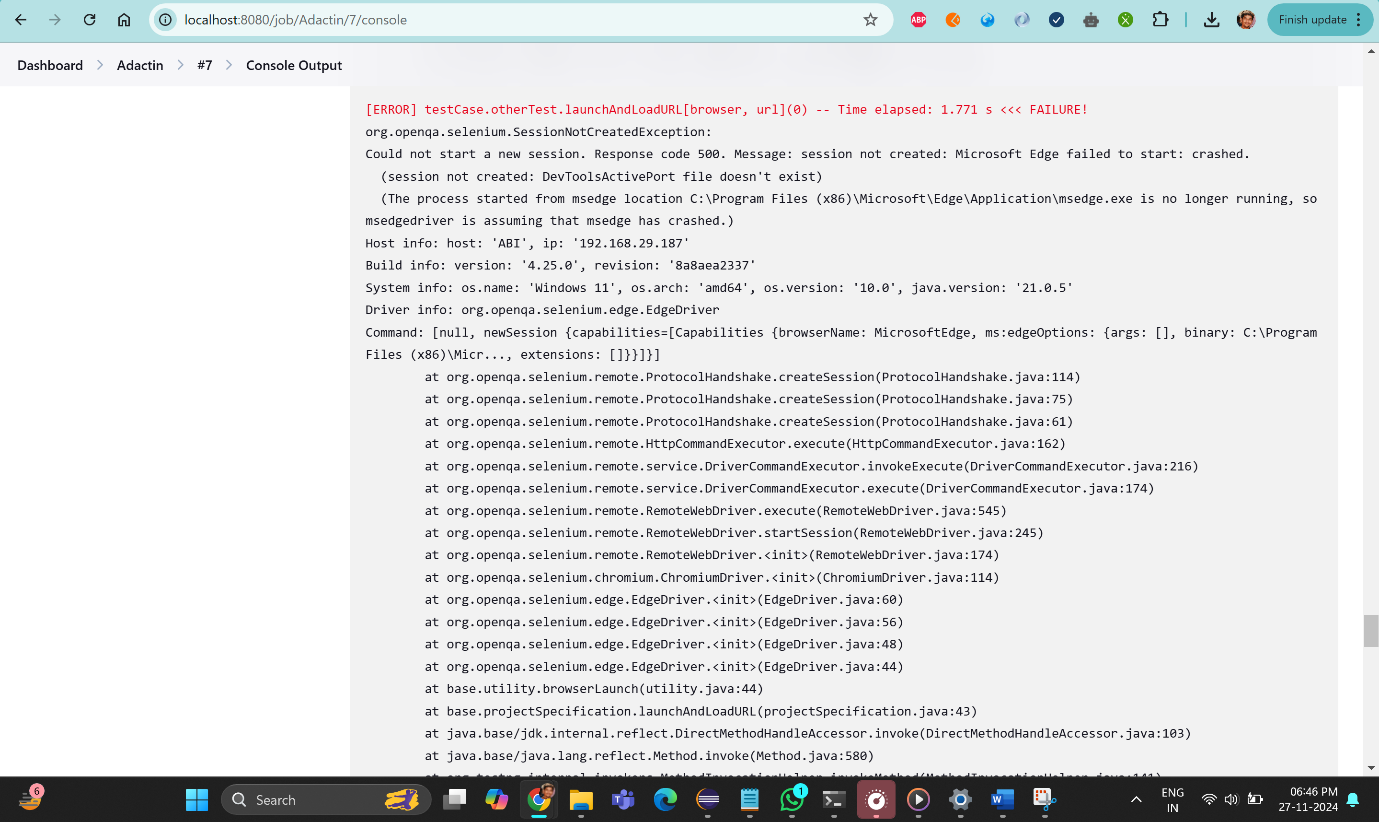 localhost:8080/job/Adactin/7/console
ABP
X
Finish update
Dashboard > Adactin > #7 > Console Output
[ERROR] testCase.otherTest.launchAndLoadURL[browser, url](0) -- Time elapsed: 1.771 s <<< FAILURE!
org.openqa.selenium.SessionNotCreatedException:
Could not start a new session. Response code 500. Message: session not created: Microsoft Edge failed to start: crashed.
(session not created: DevToolsActivePort file doesn't exist)
(The process started from msedge location C:\Program Files (x86)\Microsoft\Edge\Application\msedge.exe is no longer running, so
msedgedriver is assuming that msedge has crashed.)
Host info: host: 'ABI', ip: '192.168.29.187'
Build info: version: '4.25.0', revision: '8a8aea2337'
System info: os.name: 'Windows 11', os.arch: 'amd64', os.version: '10.0', java.version: '21.0.5'
Driver info: org.openqa.selenium.edge.EdgeDriver
Command: [null, newSession {capabilities=[Capabilities {browserName: MicrosoftEdge, ms:edgeOptions: {args: [], binary: C:\Program
Files (x86)\Micr..., extensions: []}}]}]
at org.openqa.selenium.remote.ProtocolHandshake.createSession(ProtocolHandshake.java:114)
at org.openqa.selenium.remote.ProtocolHandshake.createSession(ProtocolHandshake.java:75)
at org.openqa.selenium.remote.ProtocolHandshake.createSession(ProtocolHandshake.java:61)
at org.openqa.selenium.remote.HttpCommandExecutor.execute(HttpCommandExecutor.java:162)
at org.openqa.selenium.remote.service.DriverCommandExecutor.invokeExecute(DriverCommandExecutor.java:216)
at org.openqa.selenium.remote.service.DriverCommandExecutor.execute(DriverCommandExecutor.java:174)
at org.openqa.selenium.remote.RemoteWebDriver.execute(RemoteWebDriver.java:545)
at org.openqa.selenium.remote.RemoteWebDriver.startSession(RemoteWebDriver.java:245)
at org.openqa.selenium.remote.RemoteWebDriver.<init>(RemoteWebDriver.java:174)
at org.openqa.selenium.chromium.ChromiumDriver.<init>(ChromiumDriver.java:114)
at org.openqa.selenium.edge.EdgeDriver.<init>(EdgeDriver.java:60)
at org.openqa.selenium.edge.EdgeDriver.<init>(EdgeDriver.java:56)
at org.openqa.selenium.edge.EdgeDriver.<init>(EdgeDriver.java:48)
at org.openqa.selenium.edge.EdgeDriver.<init>(EdgeDriver.java:44)
at base.utility.browserLaunch(utility.java:44)
at base.projectSpecification.launchAndLoadURL(projectSpecification.java:43)
at java.base/jdk.internal.reflect.DirectMethodHandleAccessor.invoke(DirectMethodHandleAccessor.java:103)
at java.base/java.lang.reflect.Method.invoke(Method.java:580)
at org.testng.internal.invokers.MethodInvocationHelper.invokeMethod(MethodInvocationHelper.java:141)
6
Search
1
ENG
IN
06:46 PM
27-11-2024